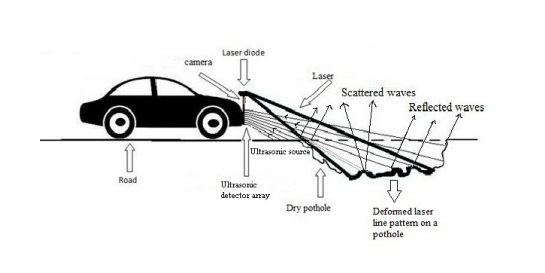 Laser diode
camera
Laser
Scattered waves
Reflected waves
Ultrasonic source
Road
Ultrasonic
detector array
Dry pothole
Deformed laser
line pattern on a
pothole